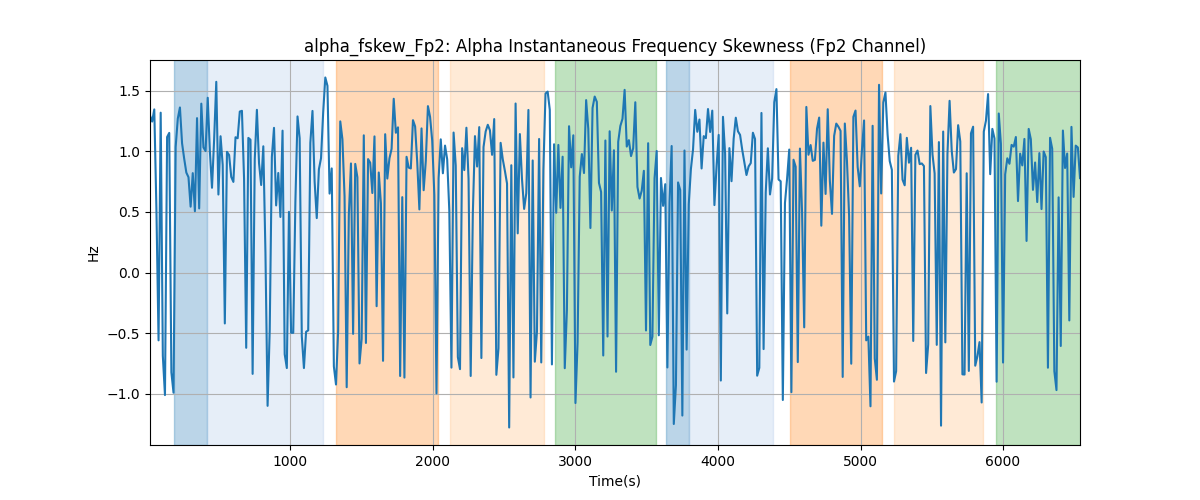 alpha_fskew_Fp2: Alpha Instantaneous Frequency Skewness (Fp2 Channel)
1.5
1.0
0.5
0.0
−0.5
−1.0
Hz
1000 2000 3000 4000 5000 6000
Time(s)